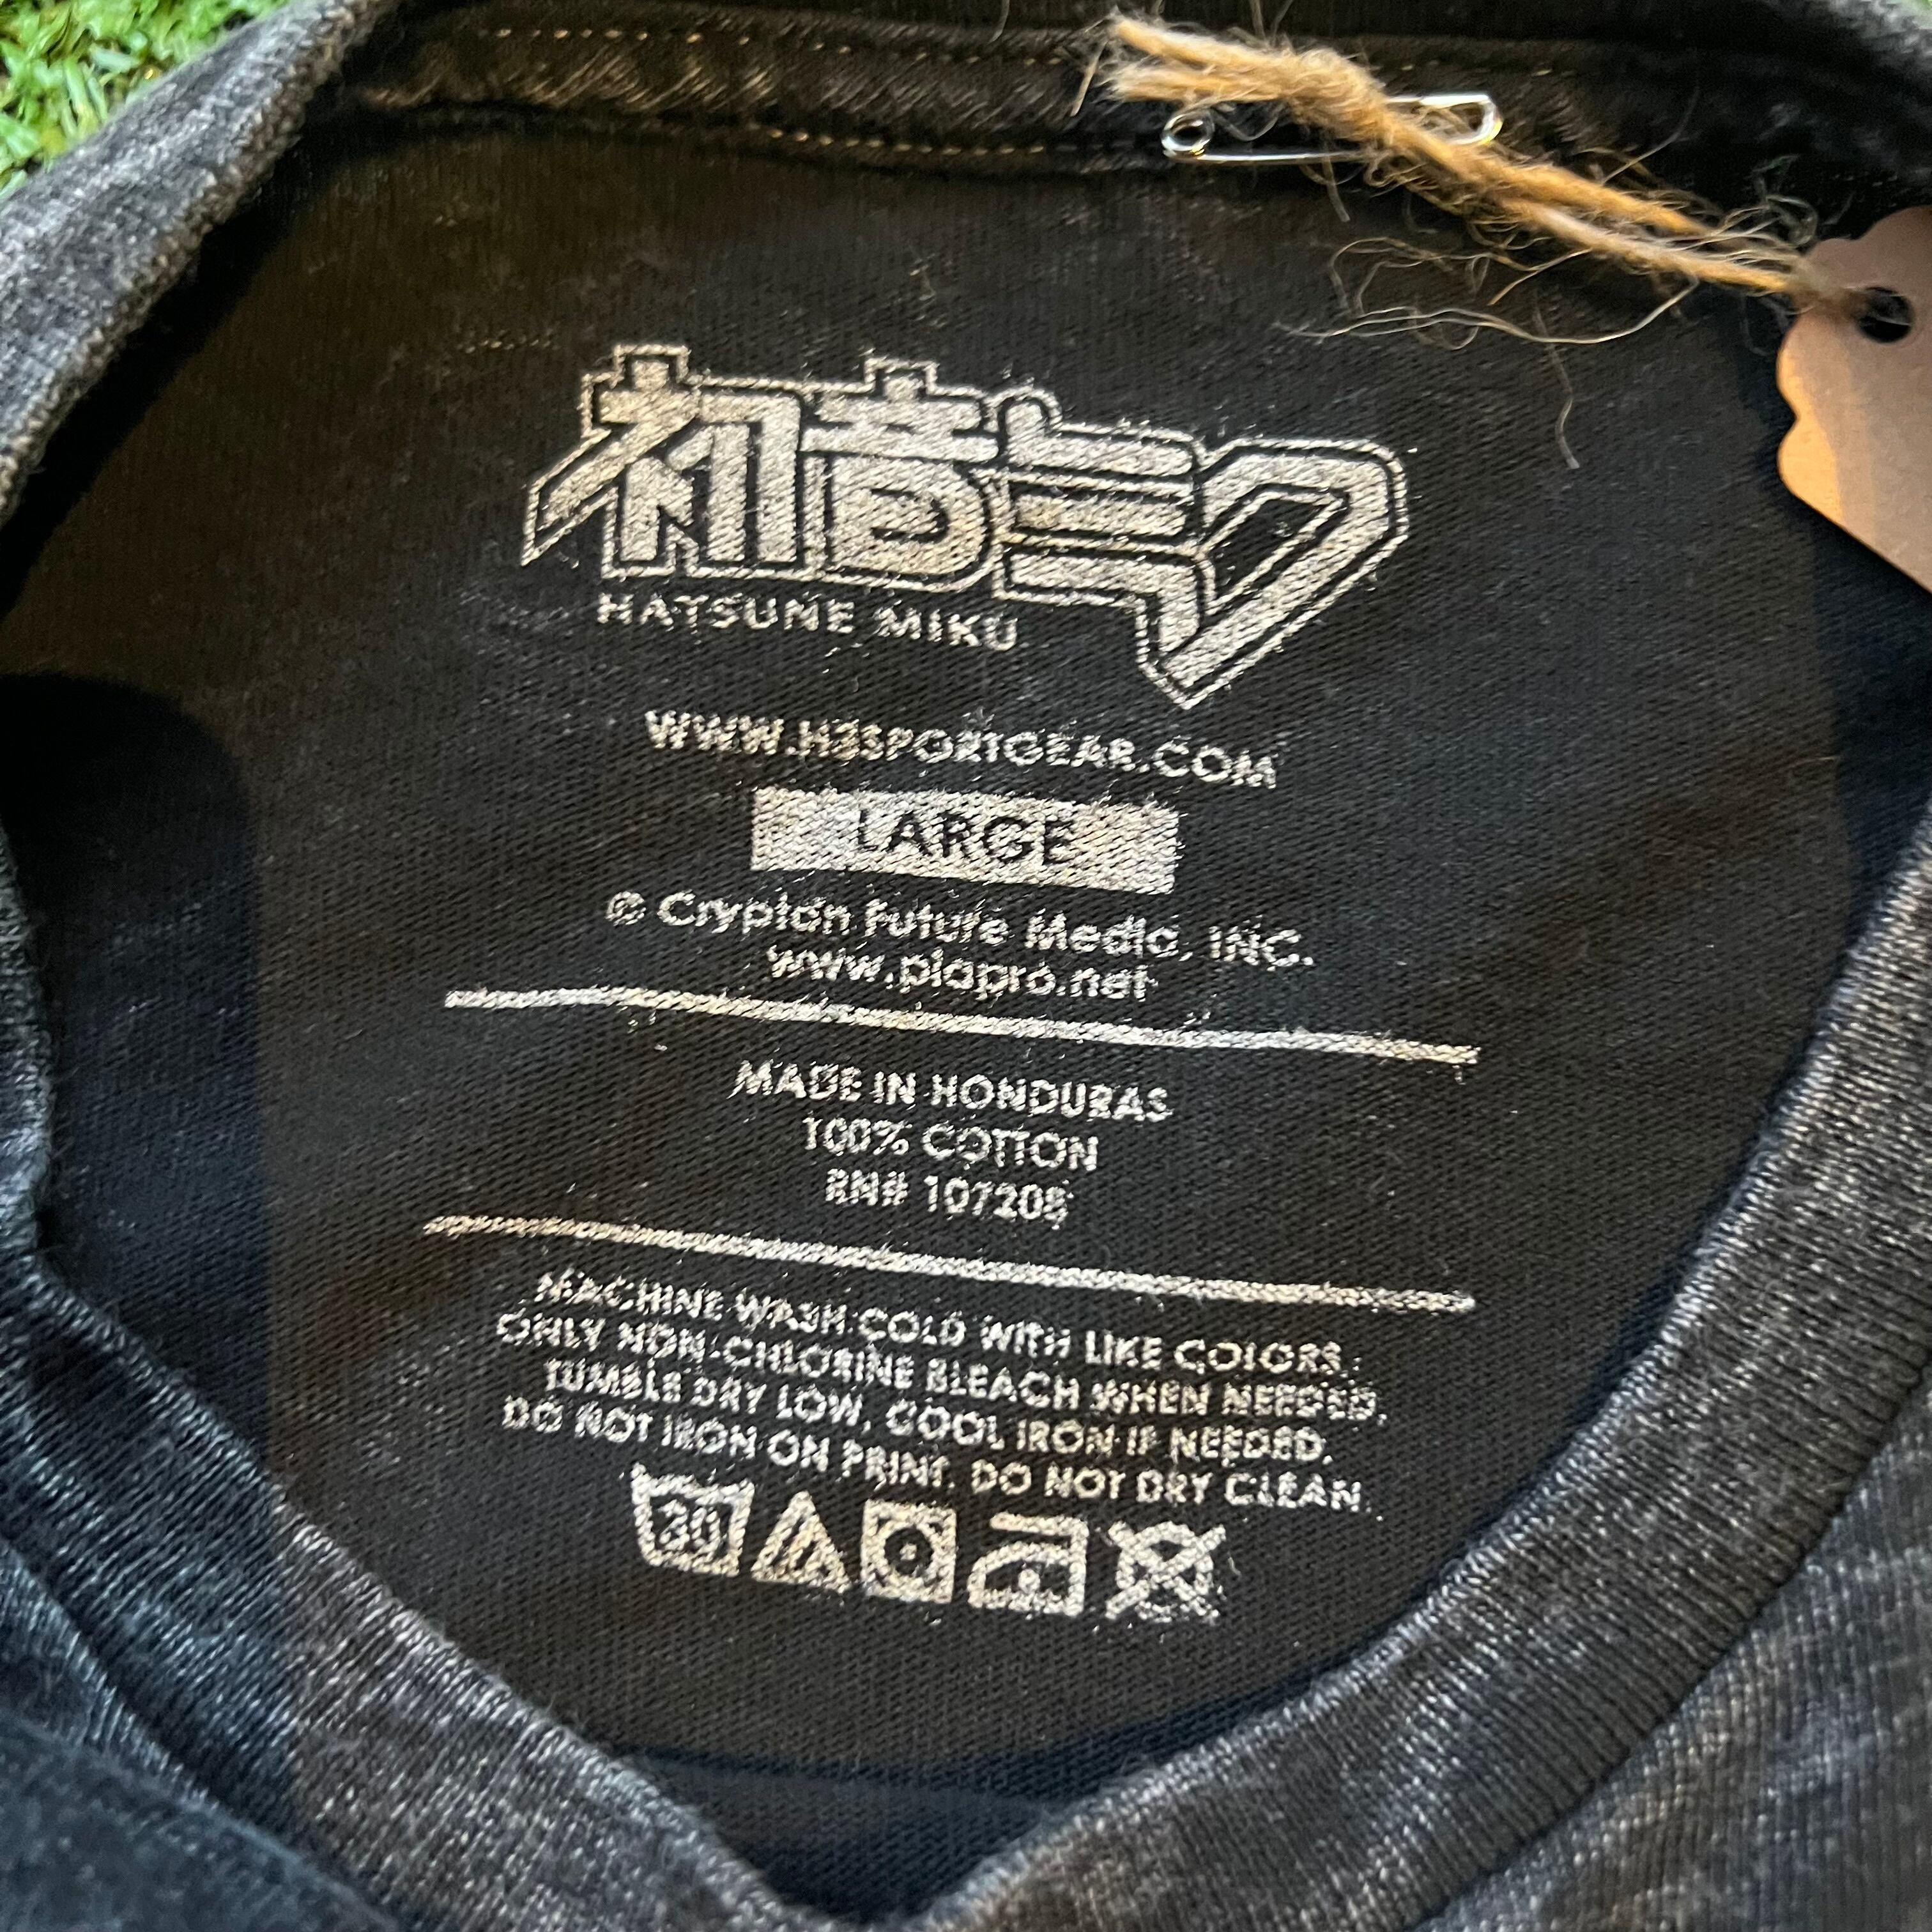 初音ミク
HATSUNE MIKU
WWW.H3SPORTGEAR.COM
LARGE
© Crypton Future Media, INC.
www.piapro.net
MADE IN HONDURAS
100% COTTON
RN# 107208
MACHINE WASH COLD WITH LIKE COLORS.
ONLY NON-CHLORINE BLEACH WHEN NEEDED.
TUMBLE DRY LOW, COOL IRON IF NEEDED.
DO NOT IRON ON PRINT. DO NOT DRY CLEAN.
30